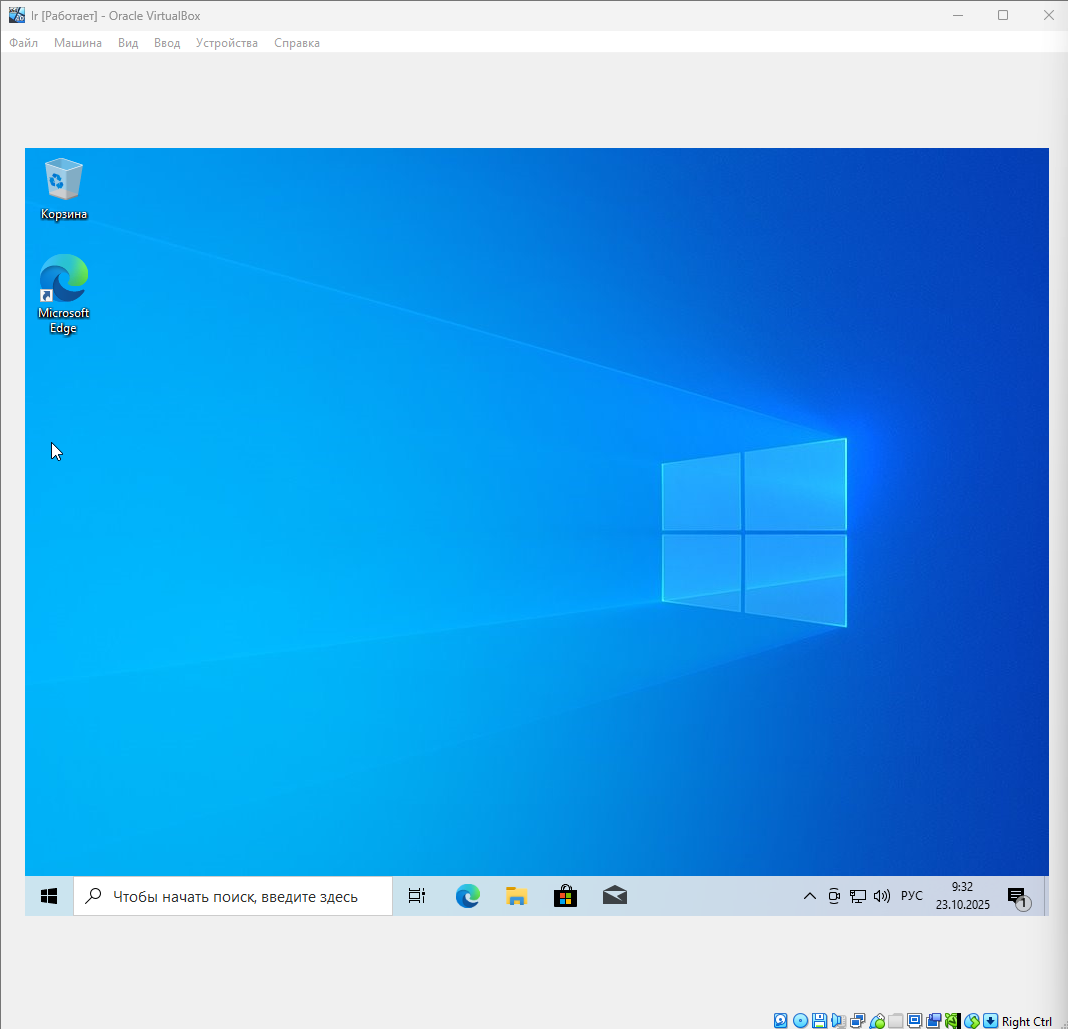 lr [Работает] - Oracle VirtualBox
Файл Машина Вид Ввод Устройства Справка
Корзина
Microsoft
Edge
Чтобы начать поиск, введите здесь
РУС
9:32
23.10.2025
1
Right Ctrl